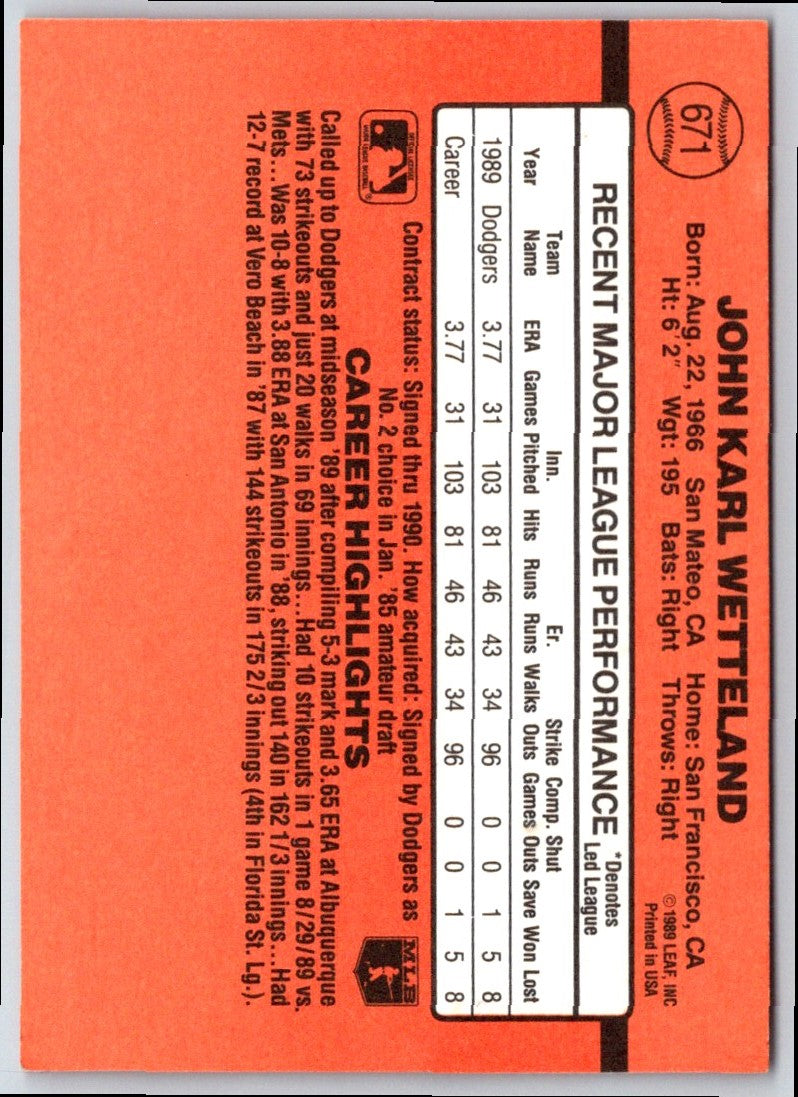 671
JOHN KARL WETTELAND
Born: Aug. 22, 1966 San Mateo, CA Home: San Francisco, CA
Ht: 6'2" Wgt: 195 Bats: Right Throws: Right
© 1989 LEAF, INC
Printed in USA
RECENT MAJOR LEAGUE PERFORMANCE *Denotes Led League
Team Inn. Er. Strike Comp. Shut
Year Name ERA Games Pitched Hits Runs Runs Walks Outs Games Outs Save Won Lost
1989 Dodgers 3.77 31 103 81 46 43 34 96 0 0 1 5 8
Career 3.77 31 103 81 46 43 34 96 0 0 1 5 8
OFFICIAL LICENSEE
MAJOR LEAGUE BASEBALL
®
Contract status: Signed thru 1990. How acquired: Signed by Dodgers as
No. 2 choice in Jan. '85 amateur draft
MLB
CAREER HIGHLIGHTS
Called up to Dodgers at midseason '89 after compiling 5-3 mark and 3.65 ERA at Albuquerque
with 73 strikeouts and just 20 walks in 69 innings...Had 10 strikeouts in 1 game 8/29/89 vs.
Mets...Was 10-8 with 3.88 ERA at San Antonio in '88, striking out 140 in 162 1/3 innings...Had
12-7 record at Vero Beach in '87 with 144 strikeouts in 175 2/3 innings (4th in Florida St. Lg.).